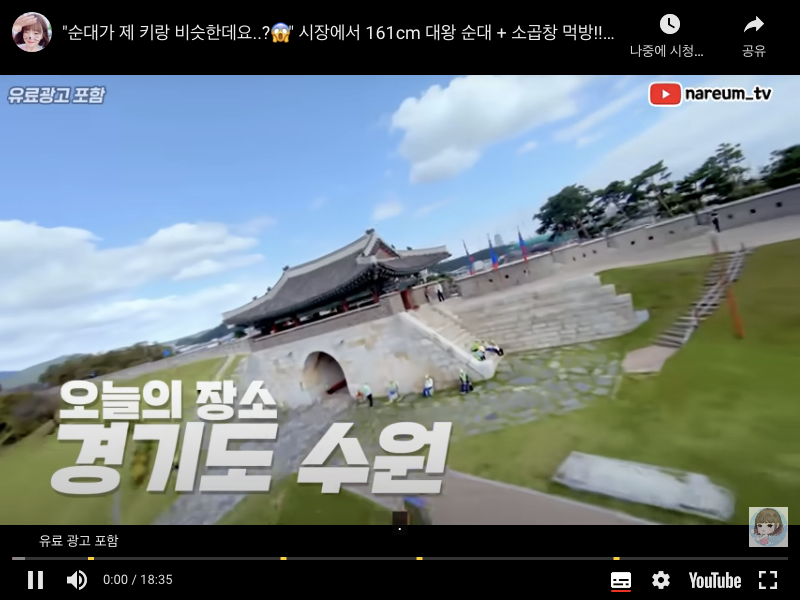 "순대가 제 키랑 비슷한데요..?😱" 시장에서 161cm 대왕 순대 + 소곱창 먹방!!...
나중에 시청...
공유
유료광고 포함
nareum_tv
오늘의 장소
경기도 수원
유료 광고 포함
0:00 / 18:35
YouTube